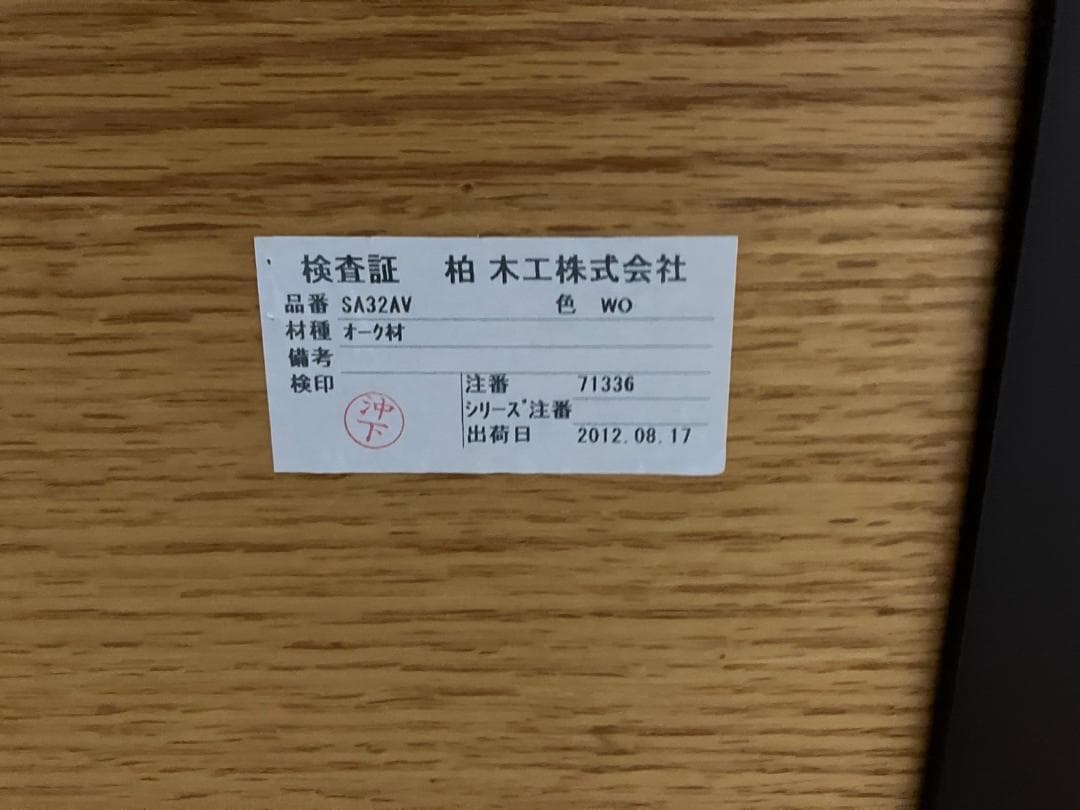 検査証 柏木工株式会社
品番 SA32AV 色 WO
材種 オーク材
備考
検印 注番 71336
シリーズ注番
出荷日 2012.08.17
沖下